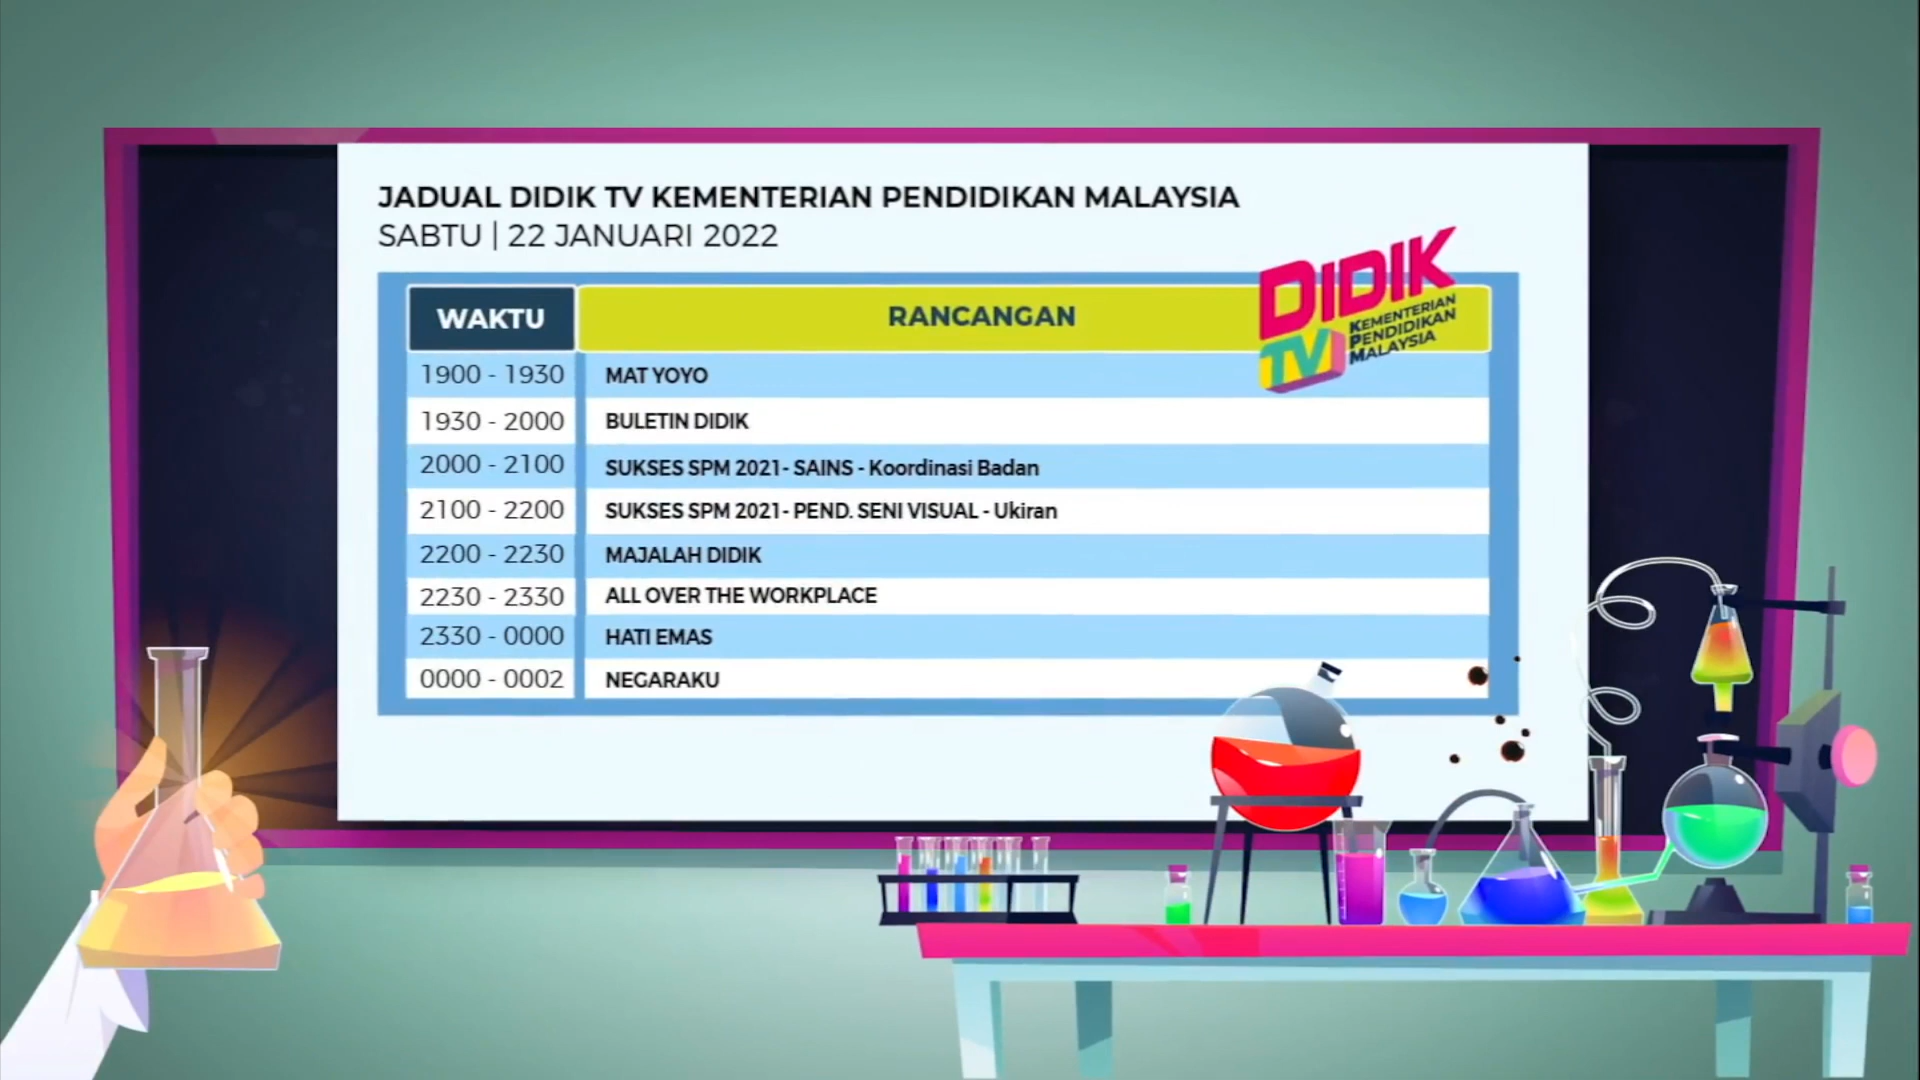 JADUAL DIDIK TV KEMENTERIAN PENDIDIKAN MALAYSIA
SABTU | 22 JANUARI 2022
DIDIK TV KEMENTERIAN PENDIDIKAN MALAYSIA
WAKTU RANCANGAN
1900 - 1930 MAT YOYO
1930 - 2000 BULETIN DIDIK
2000 - 2100 SUKSES SPM 2021- SAINS - Koordinasi Badan
2100 - 2200 SUKSES SPM 2021- PEND. SENI VISUAL - Ukiran
2200 - 2230 MAJALAH DIDIK
2230 - 2330 ALL OVER THE WORKPLACE
2330 - 0000 HATI EMAS
0000 - 0002 NEGARAKU